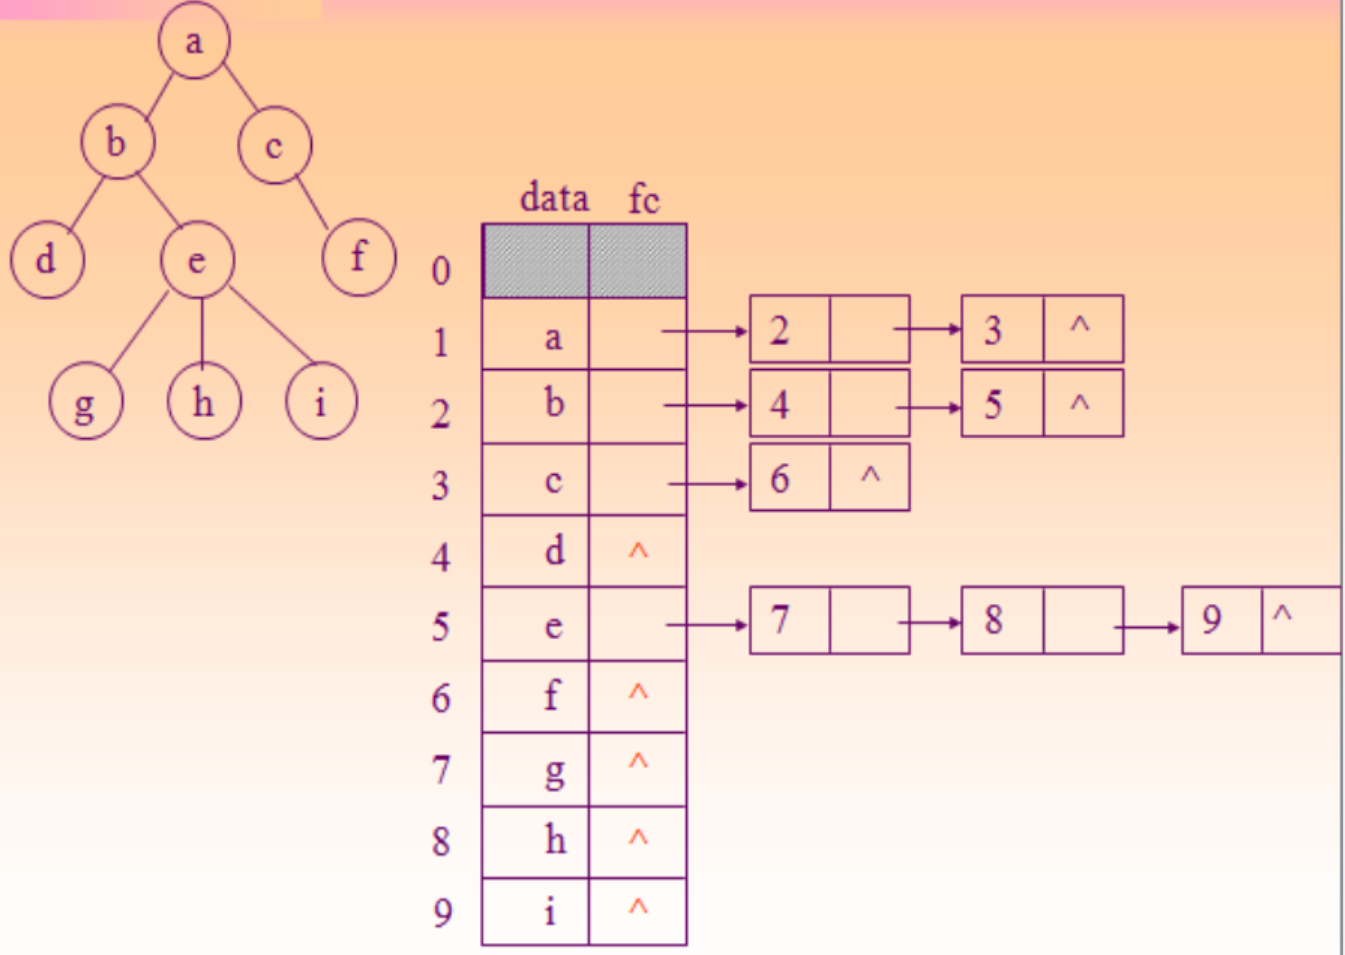 a
b c
d e f
g h i
data fc
0
1 a 2 3 ^
2 b 4 5 ^
3 c 6 ^
4 d ^
5 e 7 8 9 ^
6 f ^
7 g ^
8 h ^
9 i ^